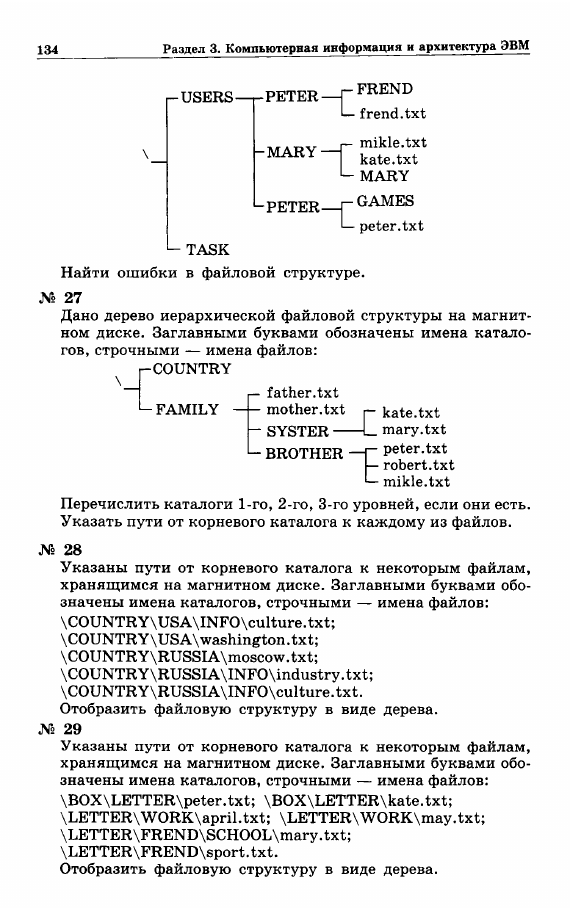 134 Раздел 3. Компьютерная информация и архитектура ЭВМ
USERS PETER FREND
frend.txt
\ MARY mikle.txt
kate.txt
MARY
PETER GAMES
peter.txt
TASK
Найти ошибки в файловой структуре.
№ 27
Дано дерево иерархической файловой структуры на магнит-
ном диске. Заглавными буквами обозначены имена катало-
гов, строчными — имена файлов:
\ COUNTRY
father.txt
FAMILY mother.txt kate.txt
SYSTER mary.txt
BROTHER peter.txt
robert.txt
mikle.txt
Перечислить каталоги 1-го, 2-го, 3-го уровней, если они есть.
Указать пути от корневого каталога к каждому из файлов.
№ 28
Указаны пути от корневого каталога к некоторым файлам,
хранящимся на магнитном диске. Заглавными буквами обо-
значены имена каталогов, строчными — имена файлов:
\COUNTRY\USA\INFO\culture.txt;
\COUNTRY\USA\washington.txt;
\COUNTRY\RUSSIA\moscow.txt;
\COUNTRY\RUSSIA\INFO\industry.txt;
\COUNTRY\RUSSIA\INFO\culture.txt.
Отобразить файловую структуру в виде дерева.
№ 29
Указаны пути от корневого каталога к некоторым файлам,
хранящимся на магнитном диске. Заглавными буквами обо-
значены имена каталогов, строчными — имена файлов:
\BOX\LETTER\peter.txt; \BOX\LETTER\kate.txt;
\LETTER\WORK\april.txt; \LETTER\WORK\may.txt;
\LETTER\FREND\SCHOOL\mary.txt;
\LETTER\FREND\sport.txt.
Отобразить файловую структуру в виде дерева.